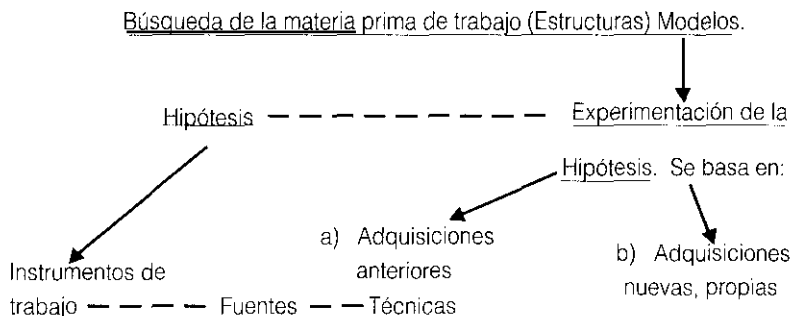 Búsqueda de la materia prima de trabajo (Estructuras) Modelos.
Hipótesis — — — — — — — Experimentación de la
Hipótesis. Se basa en:
a) Adquisiciones
anteriores
b) Adquisiciones
nuevas, propias
Instrumentos de
trabajo — — — — Fuentes — — Técnicas